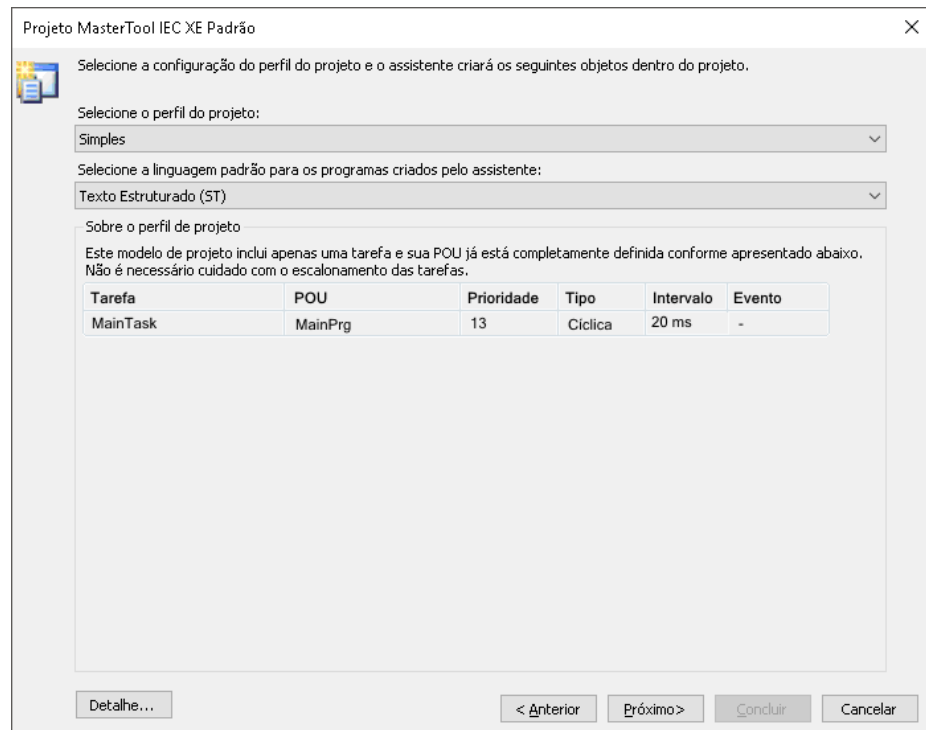 Projeto MasterTool IEC XE Padrão
Selecione a configuração do perfil do projeto e o assistente criará os seguintes objetos dentro do projeto.
Selecione o perfil do projeto:
Simples
Selecione a linguagem padrão para os programas criados pelo assistente:
Texto Estruturado (ST)
Sobre o perfil de projeto
Este modelo de projeto inclui apenas uma tarefa e sua POU já está completamente definida conforme apresentado abaixo.
Não é necessário cuidado com o escalonamento das tarefas.
Tarefa POU Prioridade Tipo Intervalo Evento
MainTask MainPrg 13 Cíclica 20 ms -
Detalhe... < Anterior Próximo> Concluir Cancelar